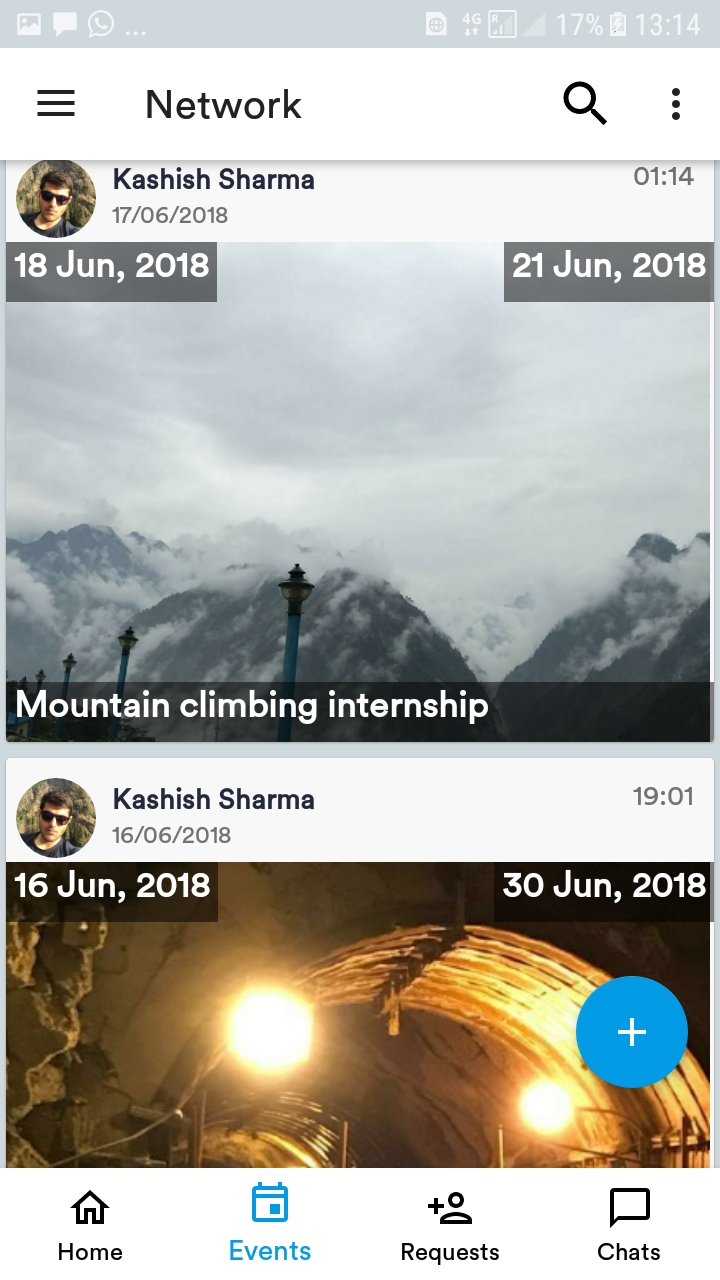 ... 4G R 17% 13:14
Network
Kashish Sharma 01:14
17/06/2018
18 Jun, 2018 21 Jun, 2018
Mountain climbing internship
Kashish Sharma 19:01
16/06/2018
16 Jun, 2018 30 Jun, 2018
+
Home Events Requests Chats